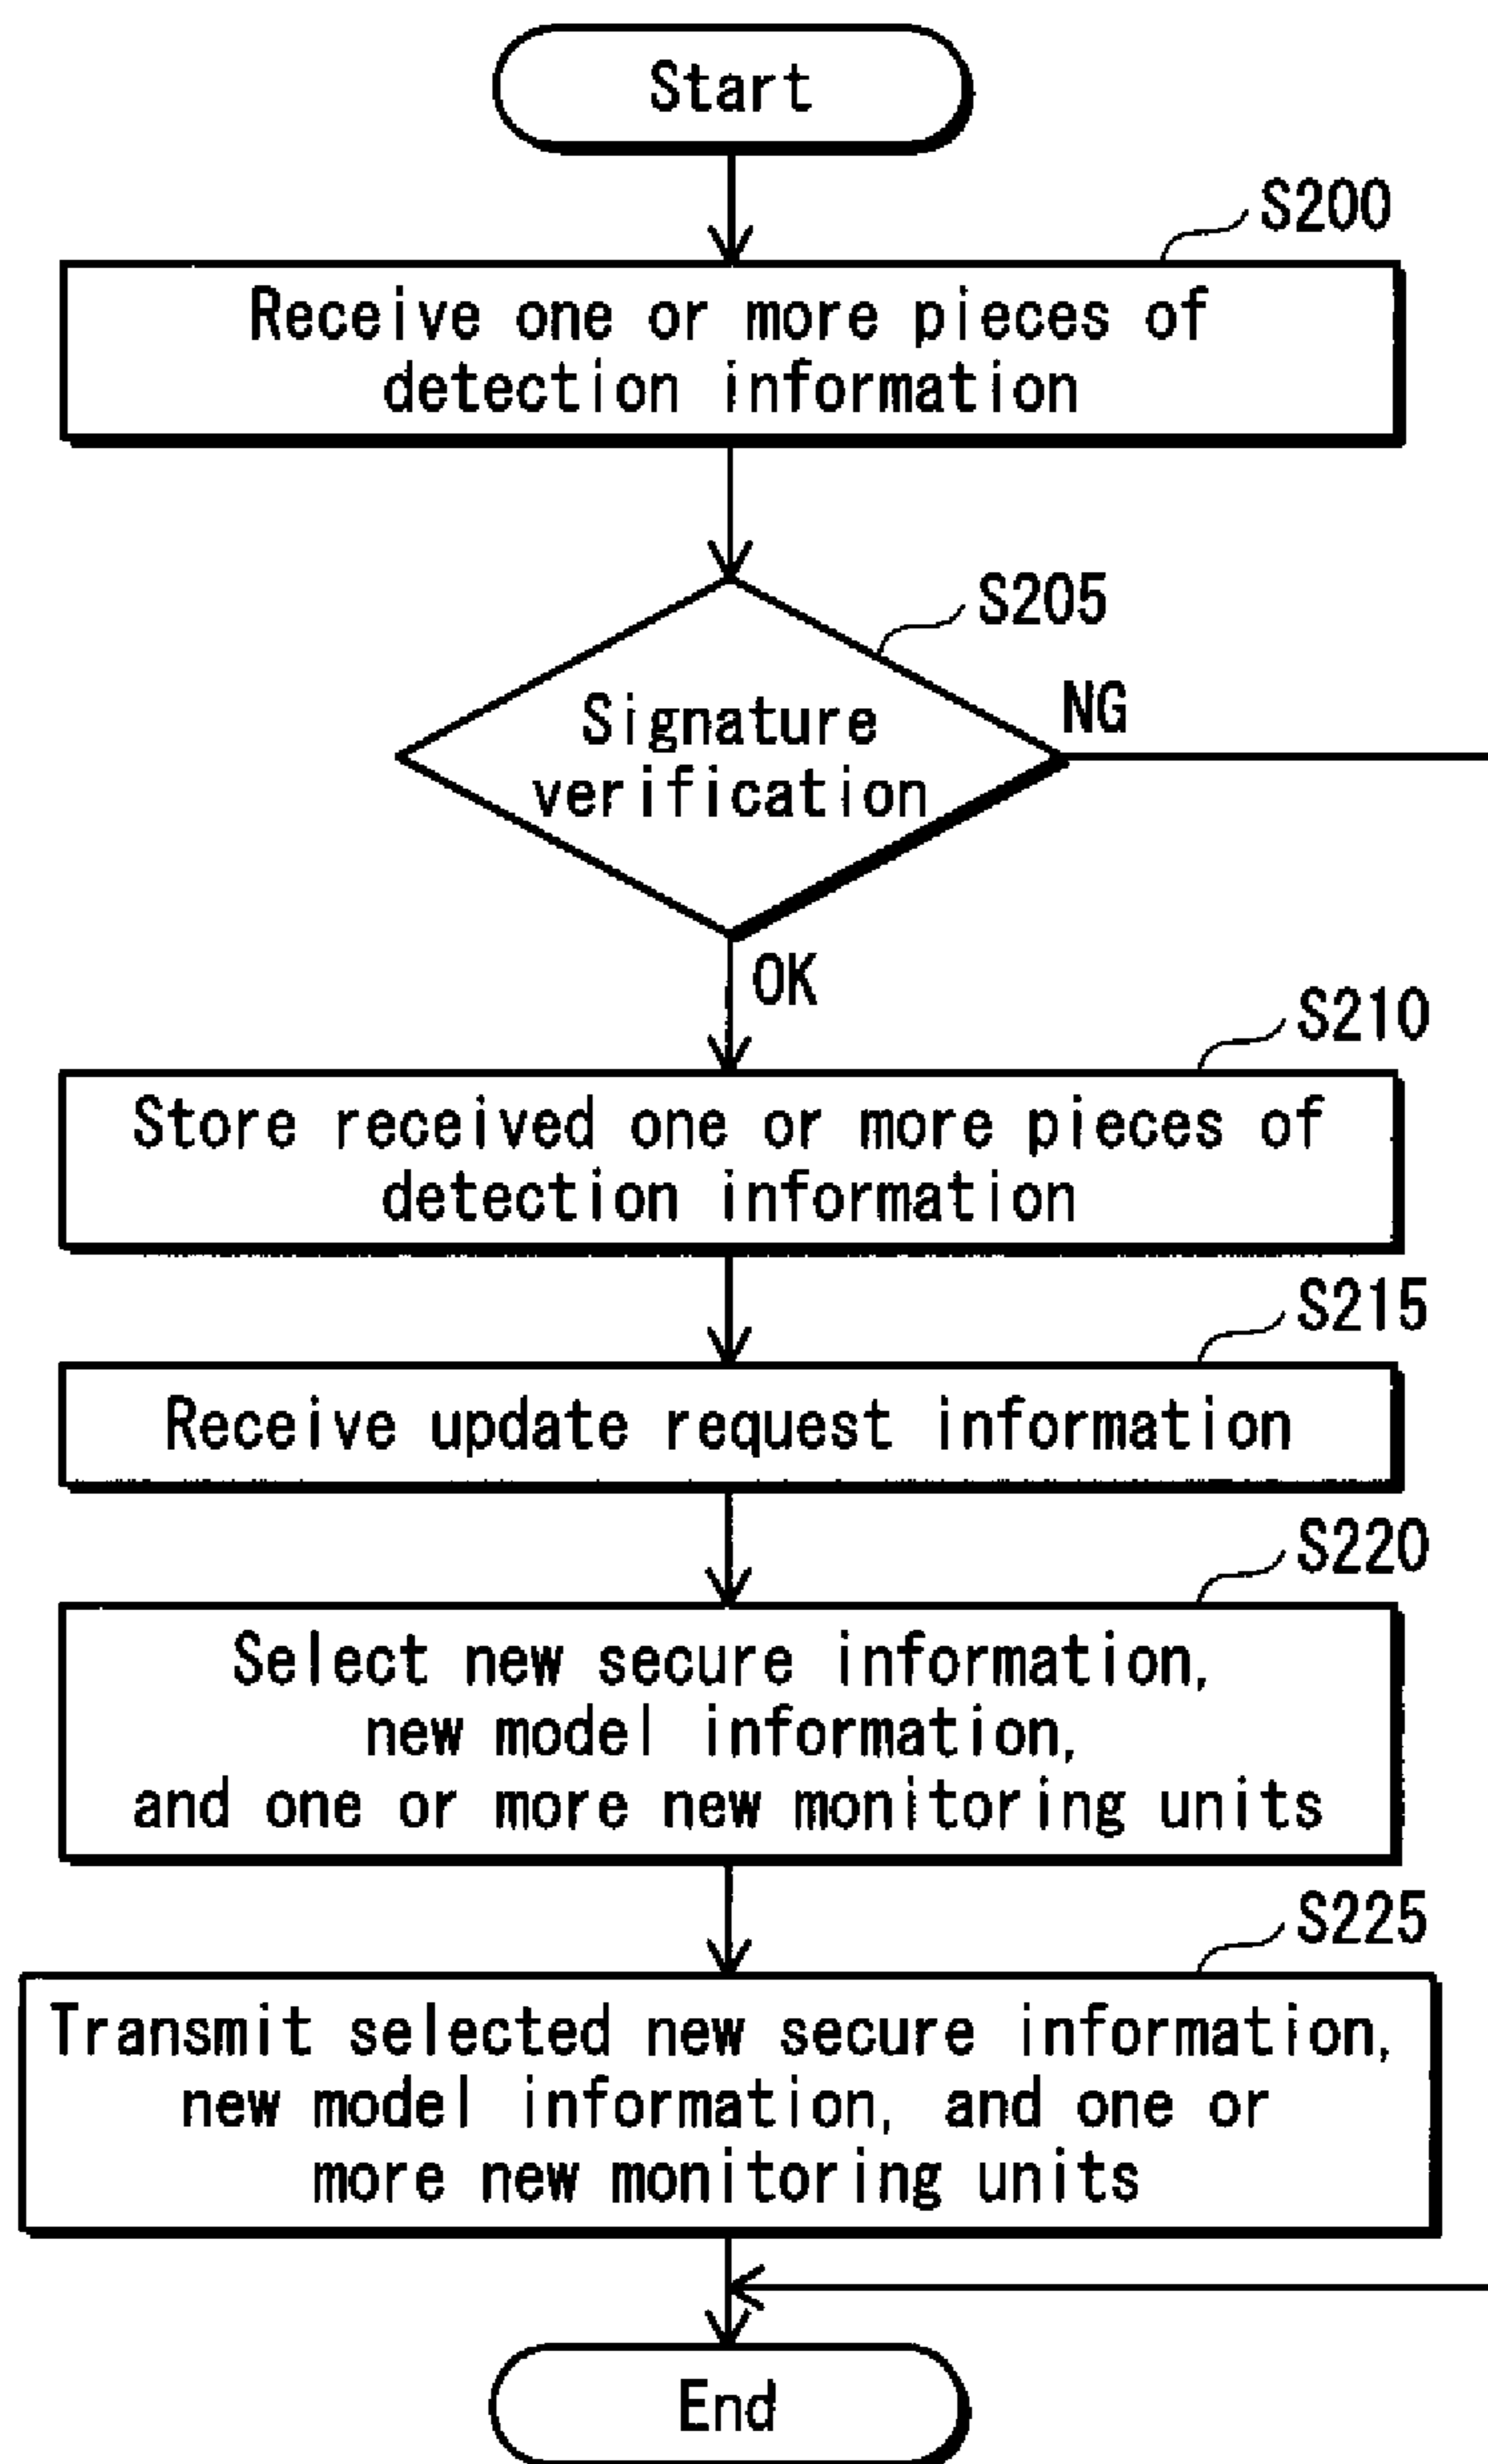 Start
S200
Receive one or more pieces of
detection information
S205
Signature
verification
NG
OK
S210
Store received one or more pieces of
detection information
S215
Receive update request information
S220
Select new secure information,
new model information,
and one or more new monitoring units
S225
Transmit selected new secure information,
new model information, and one or
more new monitoring units
End